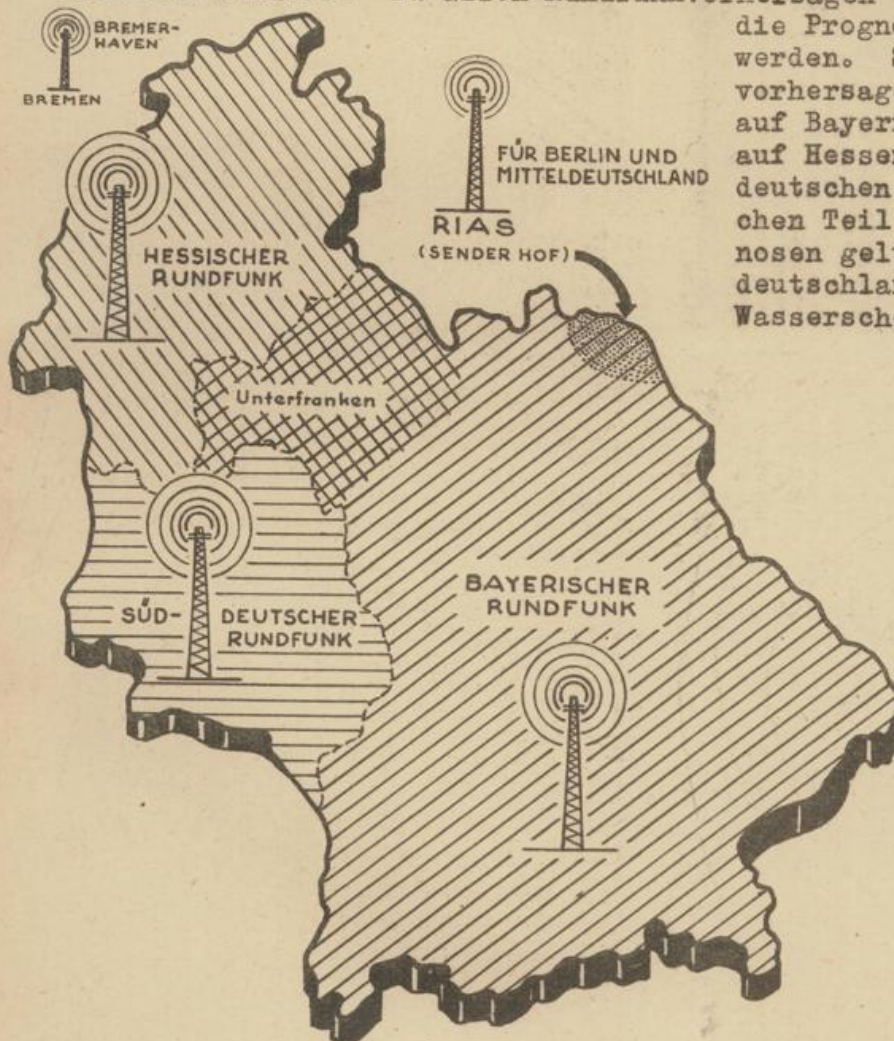 die Progno
werden. S
vorhersag
auf Bayer
auf Hesse
deutschen
chen Teil
nosen gel
deutschla
Wassersch
BREMER-
HAVEN
BREMEN
FÜR BERLIN UND
MITTELDEUTSCHLAND
RIAS
(SENDER HOF)
HESSISCHER
RUNDFUNK
Unterfranken
SÜD- DEUTSCHER
RUNDFUNK
BAYERISCHER
RUNDFUNK